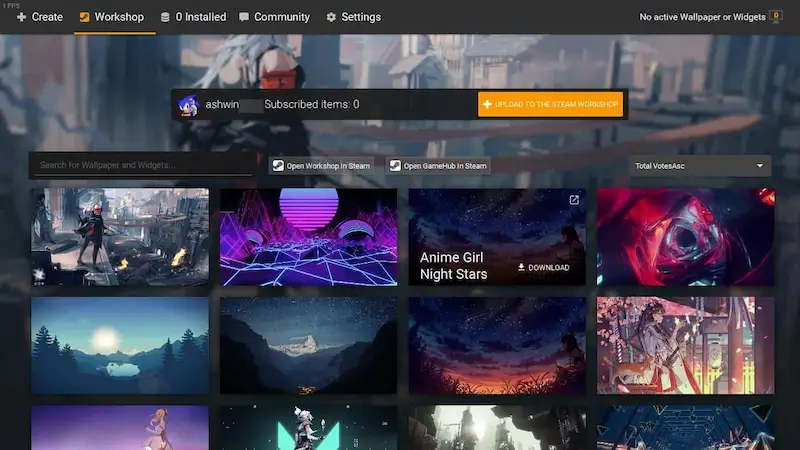 1 FPS
Create Workshop 0 Installed Community Settings No active Wallpaper or Widgets 0
ashwin Subscribed Items: 0 UPLOAD TO THE STEAM WORKSHOP
Search for Wallpaper and Widgets... Open Workshop In Steam Open GameHub In Steam Total VotesAsc
Anime Girl
Night Stars
DOWNLOAD